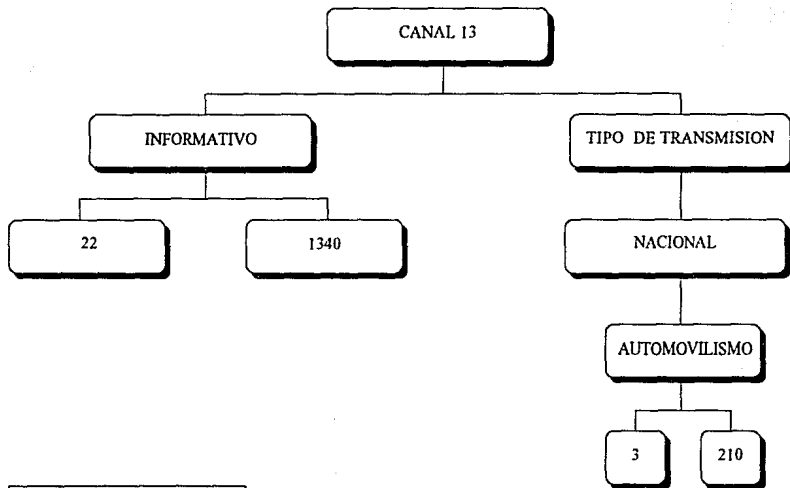 CANAL 13
INFORMATIVO
TIPO DE TRANSMISION
22
1340
NACIONAL
AUTOMOVILISMO
3
210